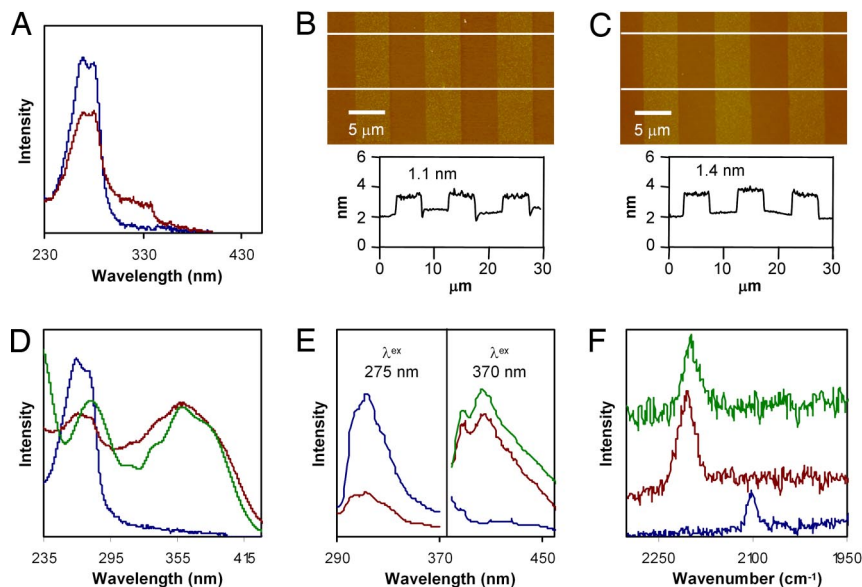 A
Intensity
230 330 430
Wavelength (nm)
B
5 µm
6
4
2
0
nm
1.1 nm
0 10 20 30
µm
C
5 µm
6
4
2
0
nm
1.4 nm
0 10 20 30
µm
D
Intensity
235 295 355 415
Wavelength (nm)
E
Intensity
λex
275 nm
λex
370 nm
290 370 450
Wavelength (nm)
F
Intensity
2250 2100 1950
Wavenumber (cm-1)